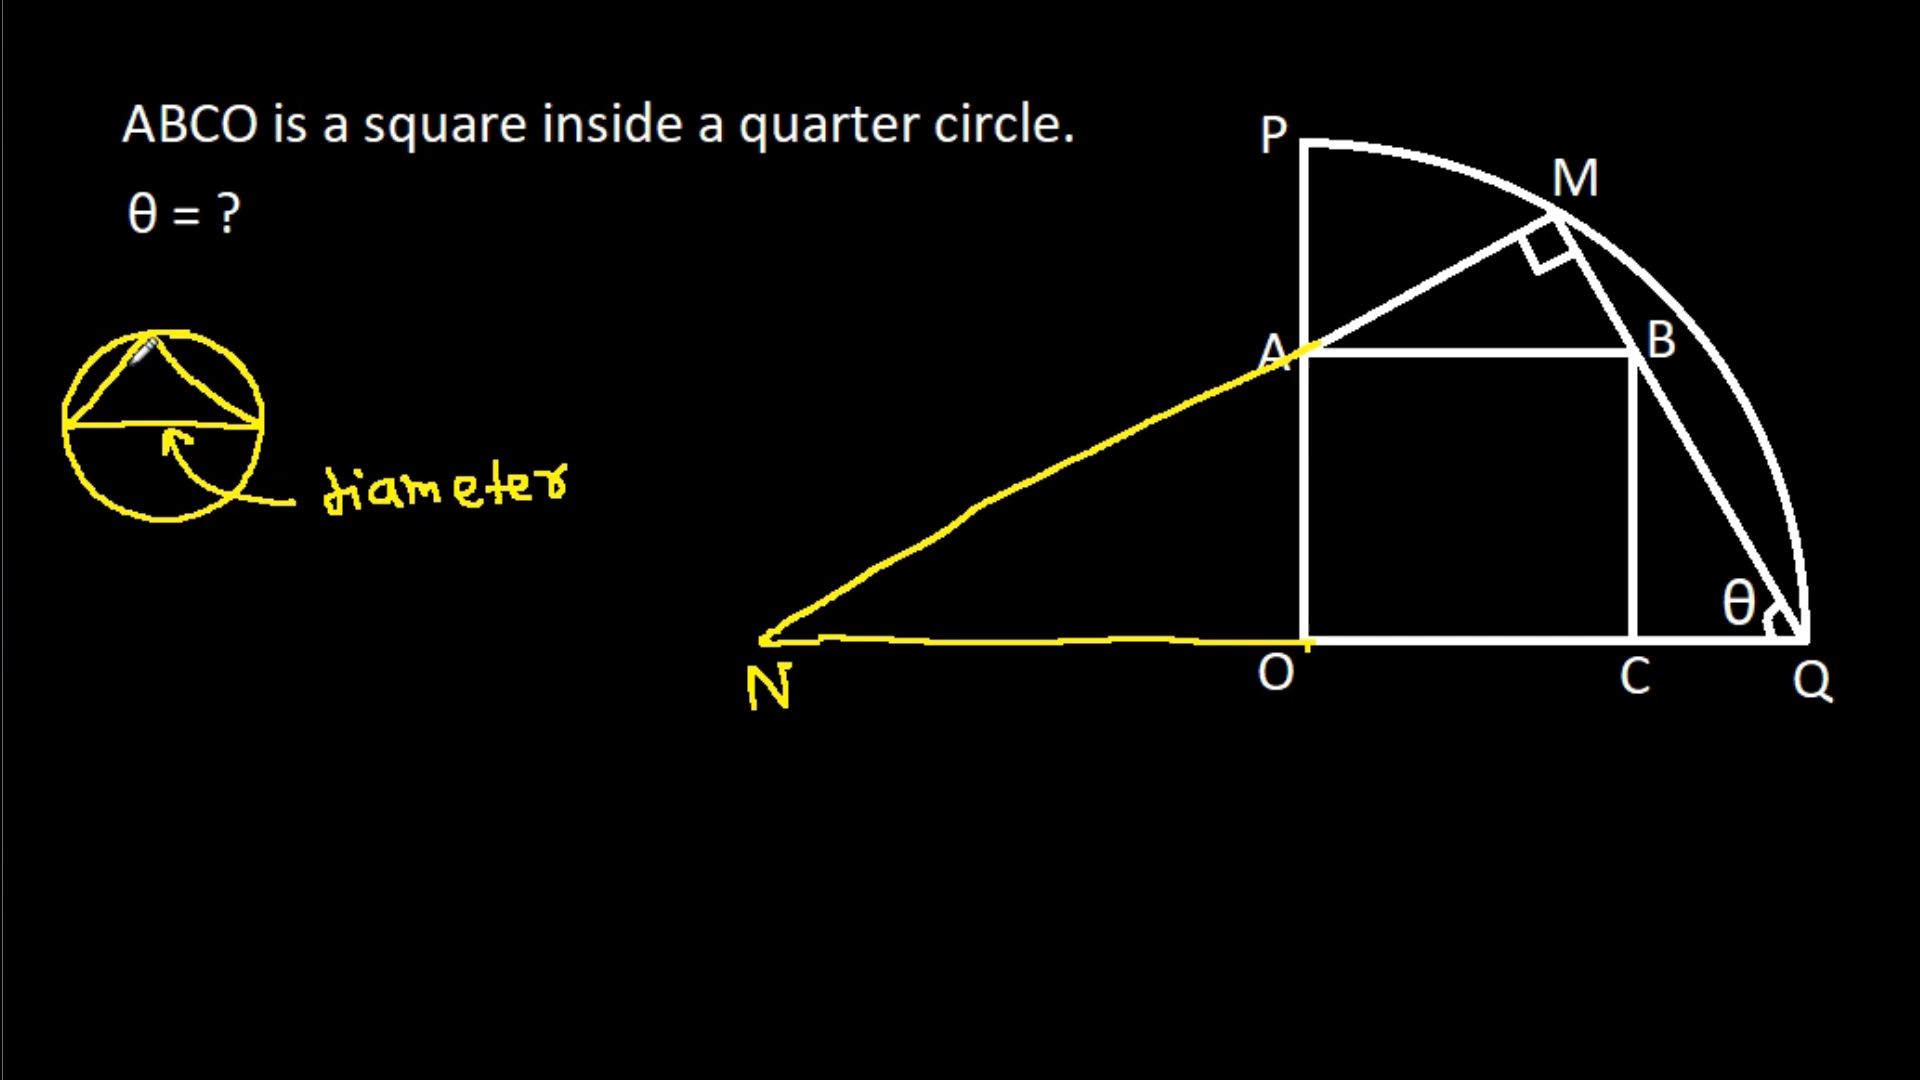 ABCO is a square inside a quarter circle.
θ = ?
diameter
P
M
A
B
θ
N
O
C
Q